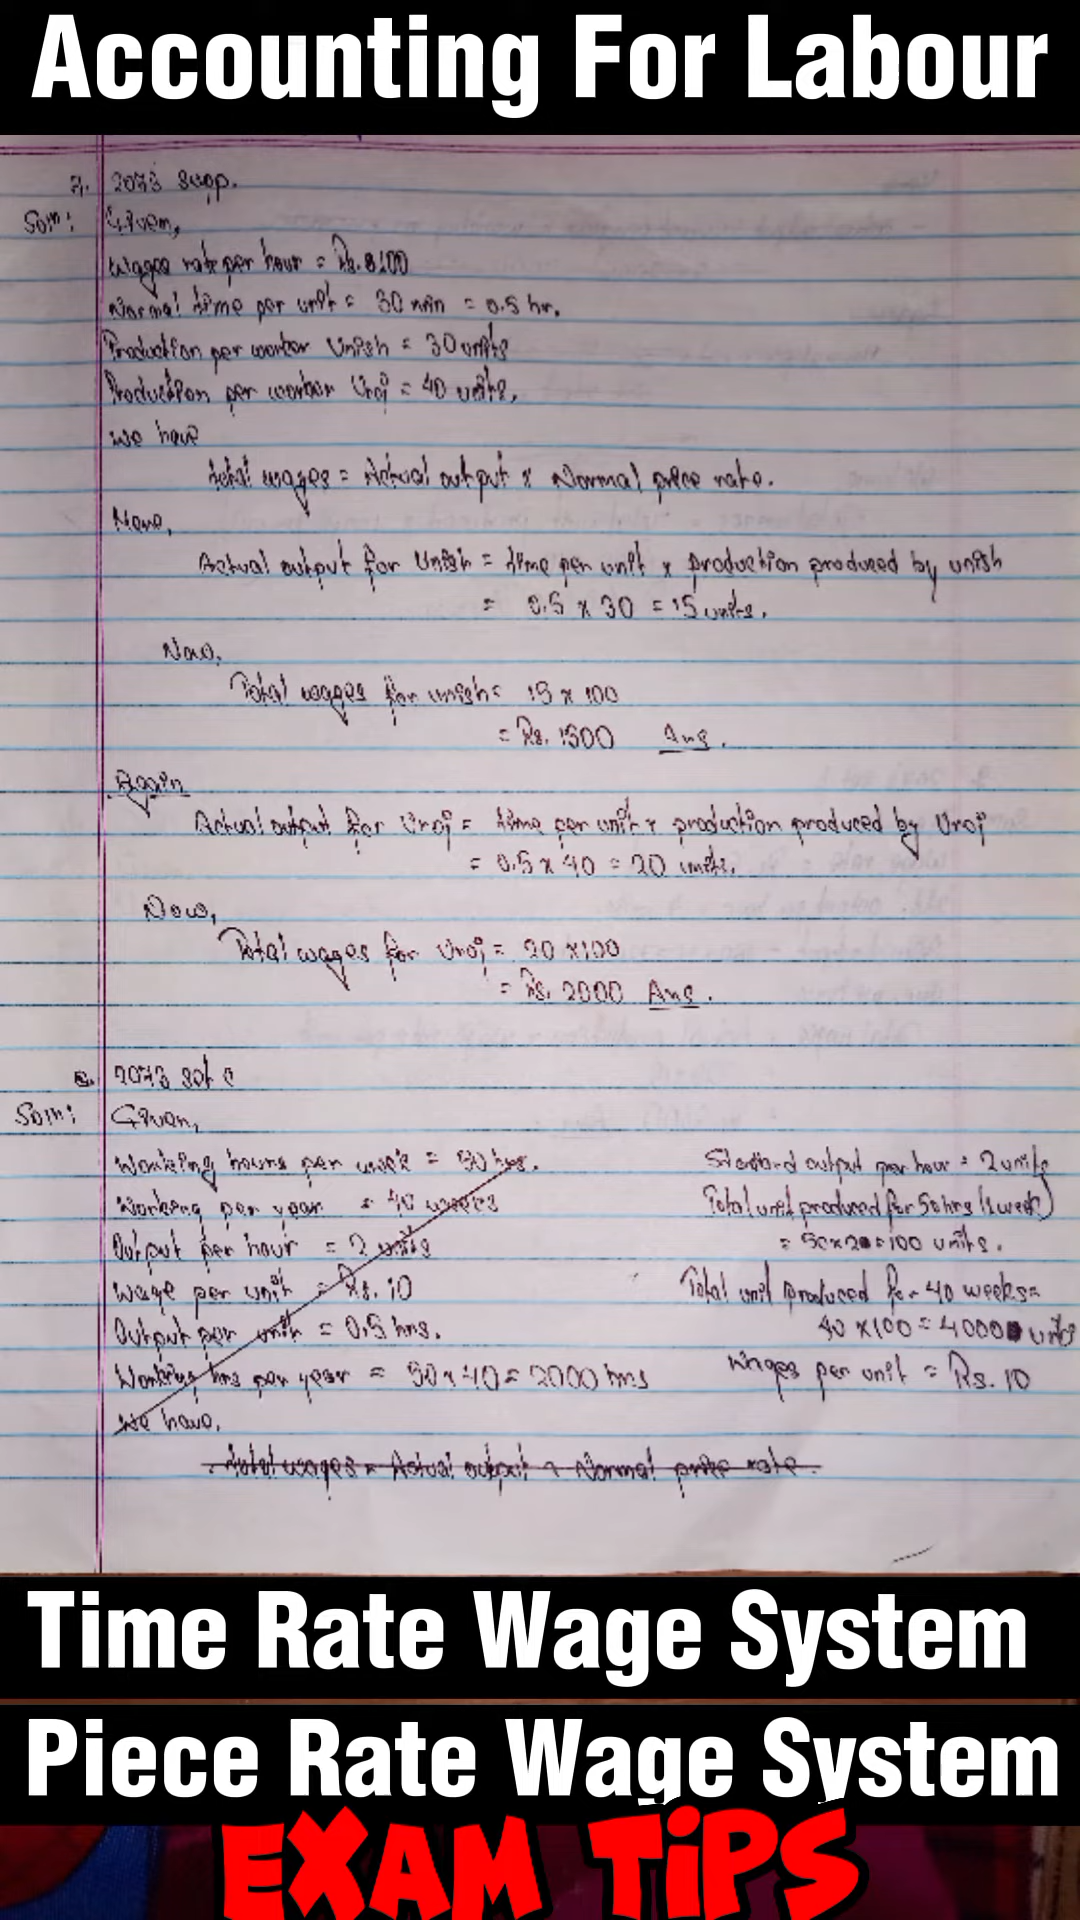 Accounting For Labour
7. 2073 Supp.
Soln: Given,
Wages rate per hour = Rs. 100
Normal time per unit = 30 min = 0.5 hr.
Production per worker Unish = 30 units
Production per worker Uroj = 40 units.
We have
total wages = Actual output x Normal piece rate.
Now,
Actual output for Unish = time per unit x production produced by unish
= 0.5 x 30 = 15 units.
Now,
Total wages for unish = 15 x 100
= Rs. 1500 Ans.
Again
Actual output for Uroj = time per unit x production produced by Uroj
= 0.5 x 40 = 20 units.
Now,
Total wages for Uroj = 20 x 100
= Rs. 2000 Ans.
2073 set
Soln: Given,
Working hours per week = 50 hrs.
Working per year = 40 weeks
Output per hour = 2 units
Wage per unit = Rs. 10
Output per unit = 0.5 hrs.
Working hrs per year = 50 x 40 = 2000 hrs
We have,
total wages = Actual output x Normal piece rate.
Standard output per hour = 2 units
Total unit produced for 50 hrs (1 week)
= 50 x 2 = 100 units.
Total unit produced for 40 weeks =
40 x 100 = 4000 units
Wages per unit = Rs. 10
Time Rate Wage System
Piece Rate Wage System
EXAM TiPS